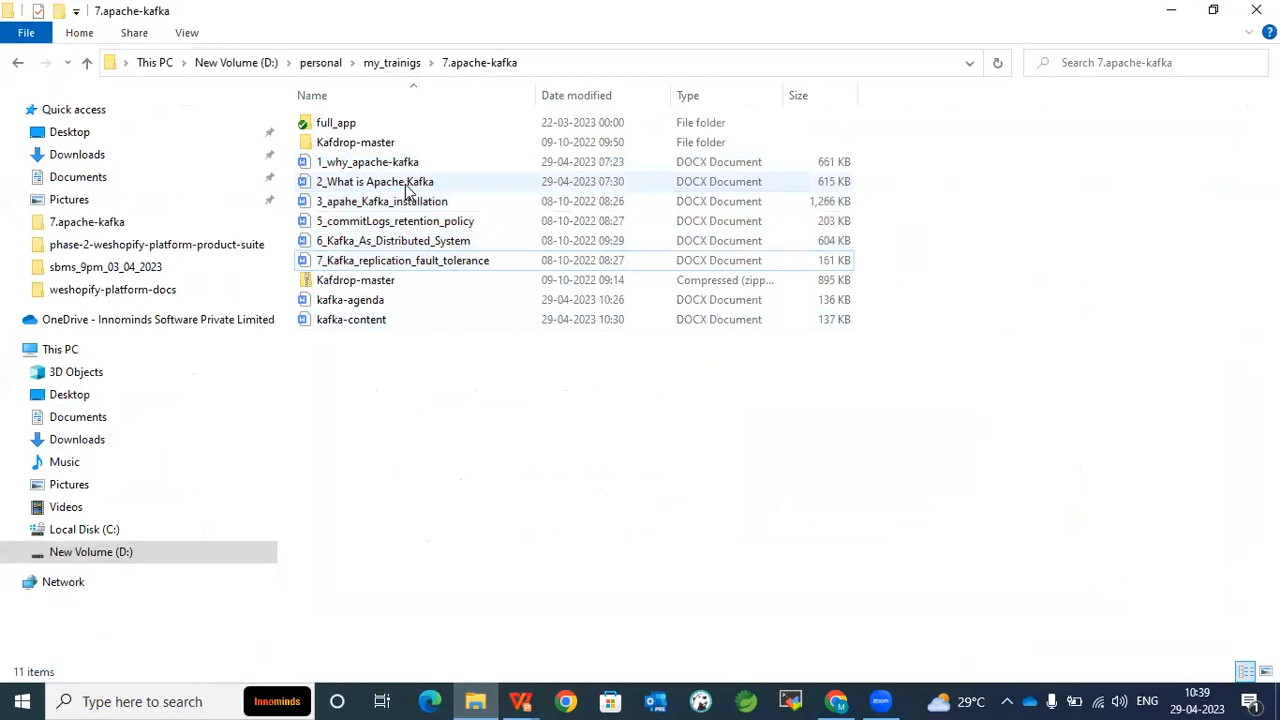 7.apache-kafka
File
Home
Share
View
This PC
New Volume (D:)
personal
my_trainigs
7.apache-kafka
Search 7.apache-kafka
Name
Date modified
Type
Size
Quick access
Desktop
Downloads
Documents
Pictures
7.apache-kafka
phase-2-weshopify-platform-product-suite
sbms_9pm_03_04_2023
weshopify-platform-docs
OneDrive - Innominds Software Private Limited
This PC
3D Objects
Desktop
Documents
Downloads
Music
Pictures
Videos
Local Disk (C:)
New Volume (D:)
Network
full_app 22-03-2023 00:00 File folder
Kafdrop-master 09-10-2022 09:50 File folder
1_why_apache-kafka 29-04-2023 07:23 DOCX Document 661 KB
2_What is Apache Kafka 29-04-2023 07:30 DOCX Document 615 KB
3_apahe_Kafka_installation 08-10-2022 08:26 DOCX Document 1,266 KB
5_commitLogs_retention_policy 08-10-2022 08:27 DOCX Document 203 KB
6_Kafka_As_Distributed_System 08-10-2022 09:29 DOCX Document 604 KB
7_Kafka_replication_fault_tolerance 08-10-2022 08:27 DOCX Document 161 KB
Kafdrop-master 09-10-2022 09:14 Compressed (zipp... 895 KB
kafka-agenda 29-04-2023 10:26 DOCX Document 136 KB
kafka-content 29-04-2023 10:30 DOCX Document 137 KB
11 items
Type here to search
Innominds
PRE
zoom
29°C
ENG
10:39
29-04-2023
1